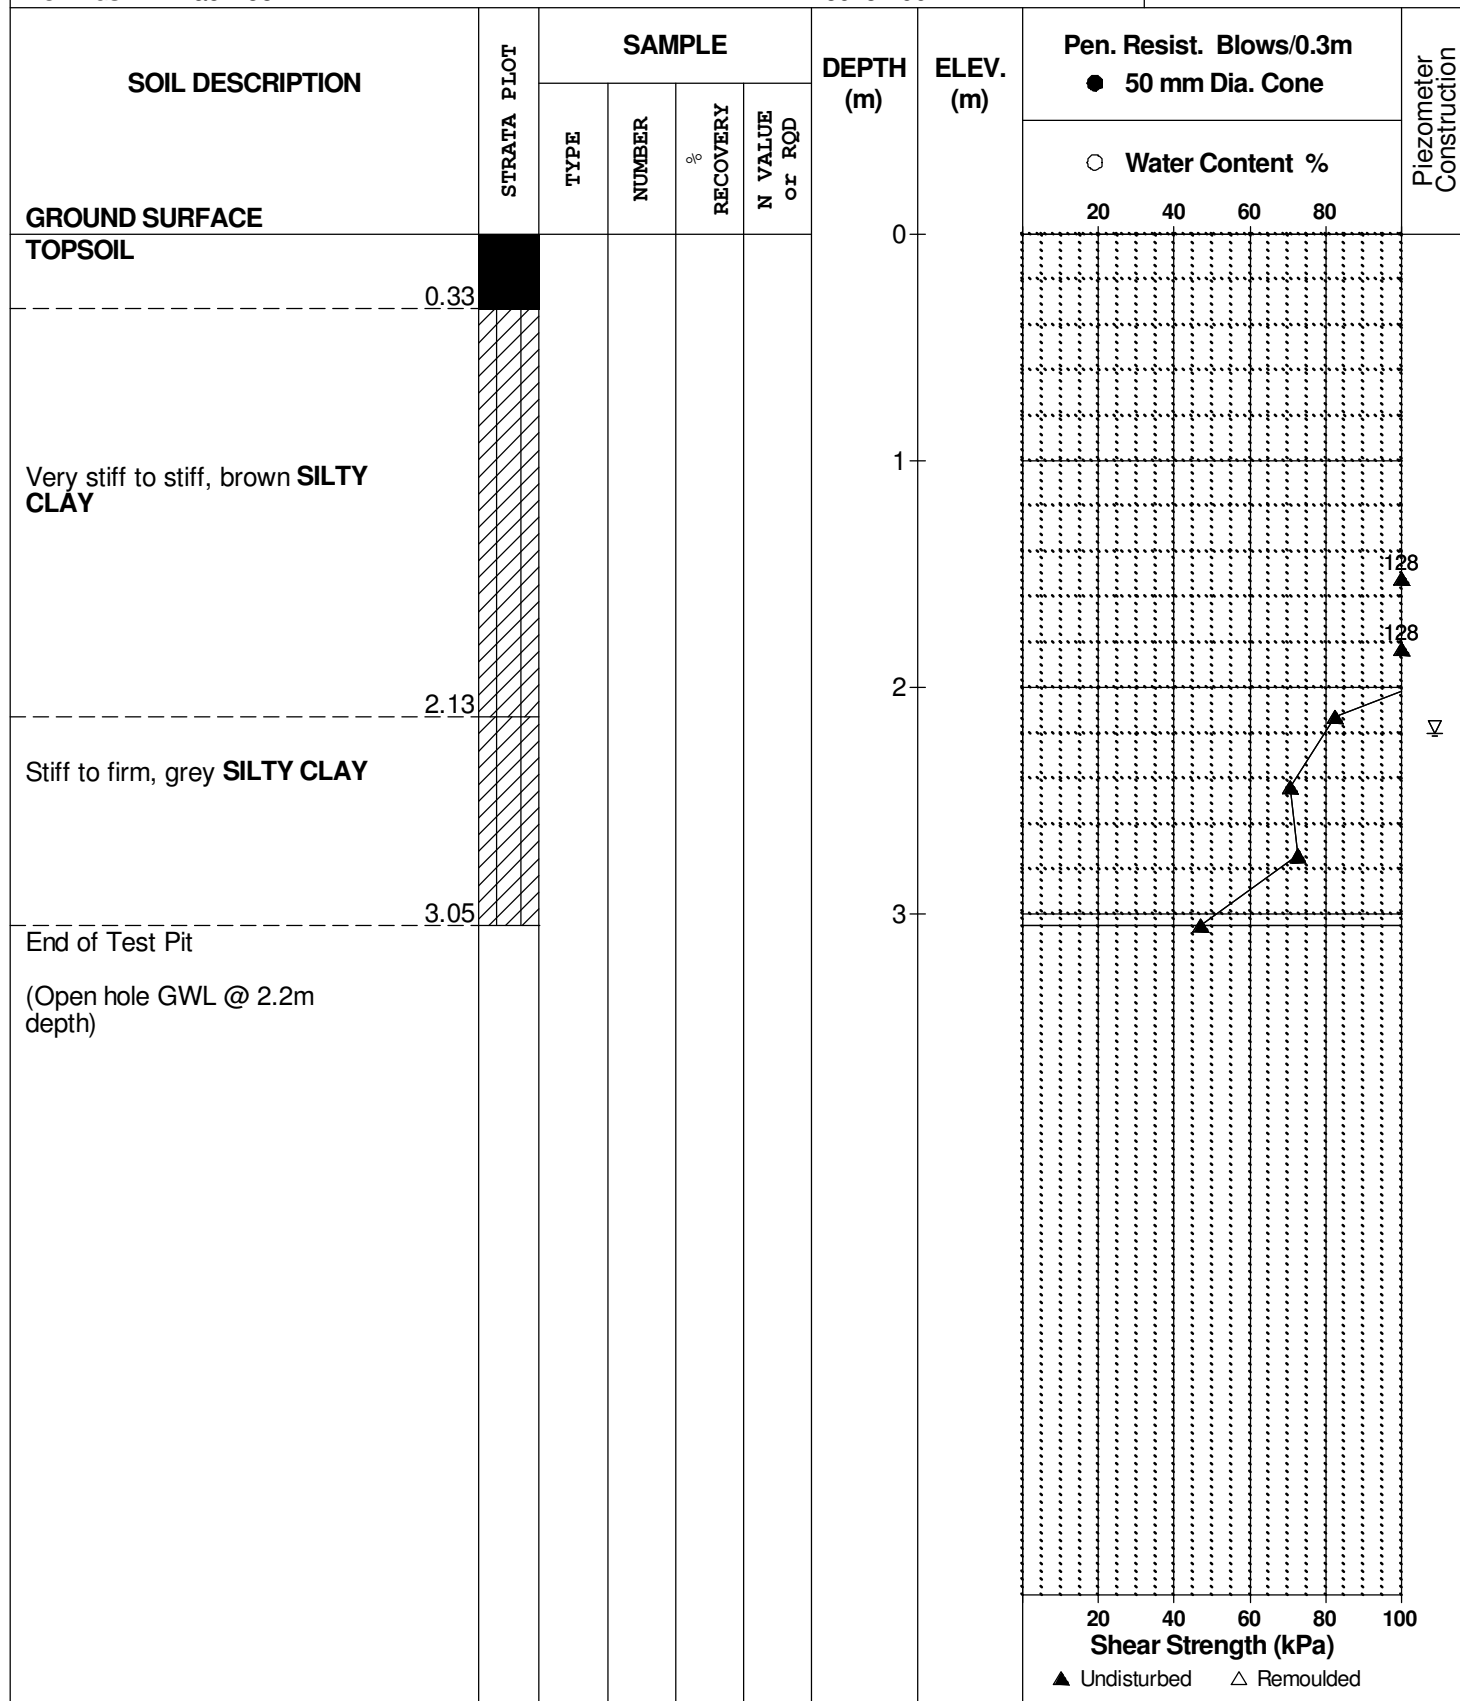 SOIL DESCRIPTION
GROUND SURFACE
STRATA PLOT
SAMPLE
TYPE
NUMBER
%
RECOVERY
N VALUE
or RQD
DEPTH
(m)
ELEV.
(m)
Pen. Resist. Blows/0.3m
● 50 mm Dia. Cone
○ Water Content %
20 40 60 80
Piezometer
Construction
TOPSOIL
0.33
Very stiff to stiff, brown SILTY
CLAY
2.13
Stiff to firm, grey SILTY CLAY
3.05
End of Test Pit
(Open hole GWL @ 2.2m
depth)
0
1
2
3
128
128
20 40 60 80 100
Shear Strength (kPa)
▲ Undisturbed △ Remoulded